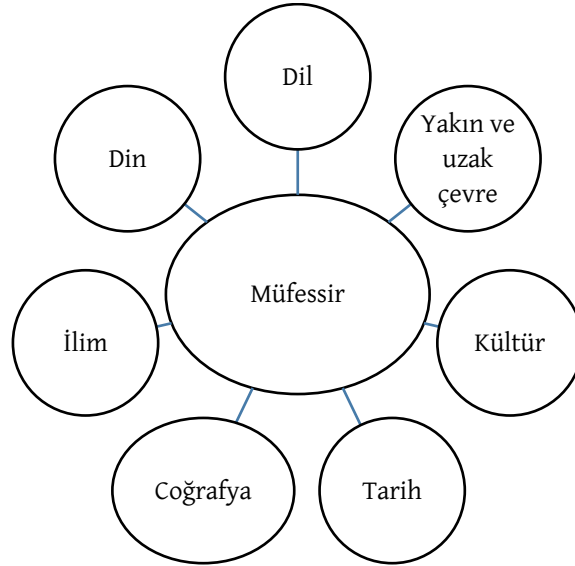 Dil
Yakın ve
uzak
çevre
Din
Müfessir
İlim
Kültür
Coğrafya
Tarih